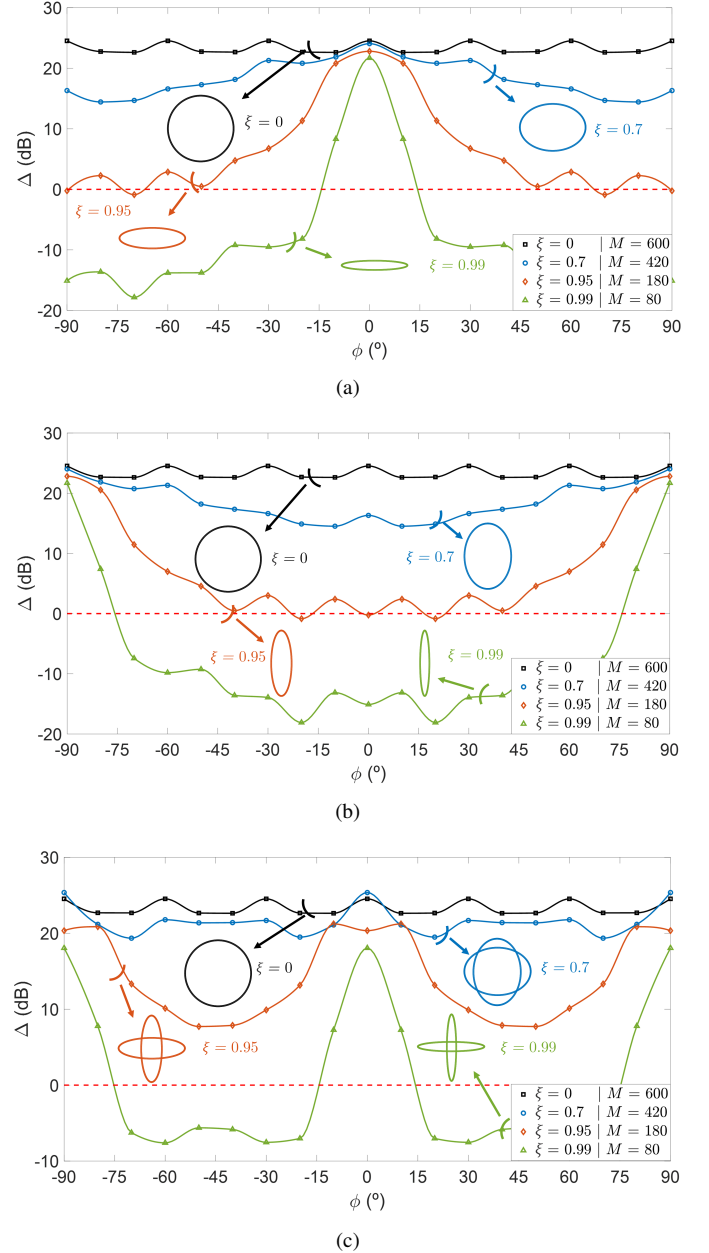 30
20
10
0
-10
-20
Δ (dB)
ξ = 0
ξ = 0.7
ξ = 0.95
ξ = 0.99
ξ = 0 | M = 600
ξ = 0.7 | M = 420
ξ = 0.95 | M = 180
ξ = 0.99 | M = 80
-90 -75 -60 -45 -30 -15 0 15 30 45 60 75 90
ϕ (º)
(a)
30
20
10
0
-10
-20
Δ (dB)
ξ = 0
ξ = 0.7
ξ = 0.95
ξ = 0.99
ξ = 0 | M = 600
ξ = 0.7 | M = 420
ξ = 0.95 | M = 180
ξ = 0.99 | M = 80
-90 -75 -60 -45 -30 -15 0 15 30 45 60 75 90
ϕ (º)
(b)
30
20
10
0
-10
Δ (dB)
ξ = 0
ξ = 0.7
ξ = 0.95
ξ = 0.99
ξ = 0 | M = 600
ξ = 0.7 | M = 420
ξ = 0.95 | M = 180
ξ = 0.99 | M = 80
-90 -75 -60 -45 -30 -15 0 15 30 45 60 75 90
ϕ (º)
(c)